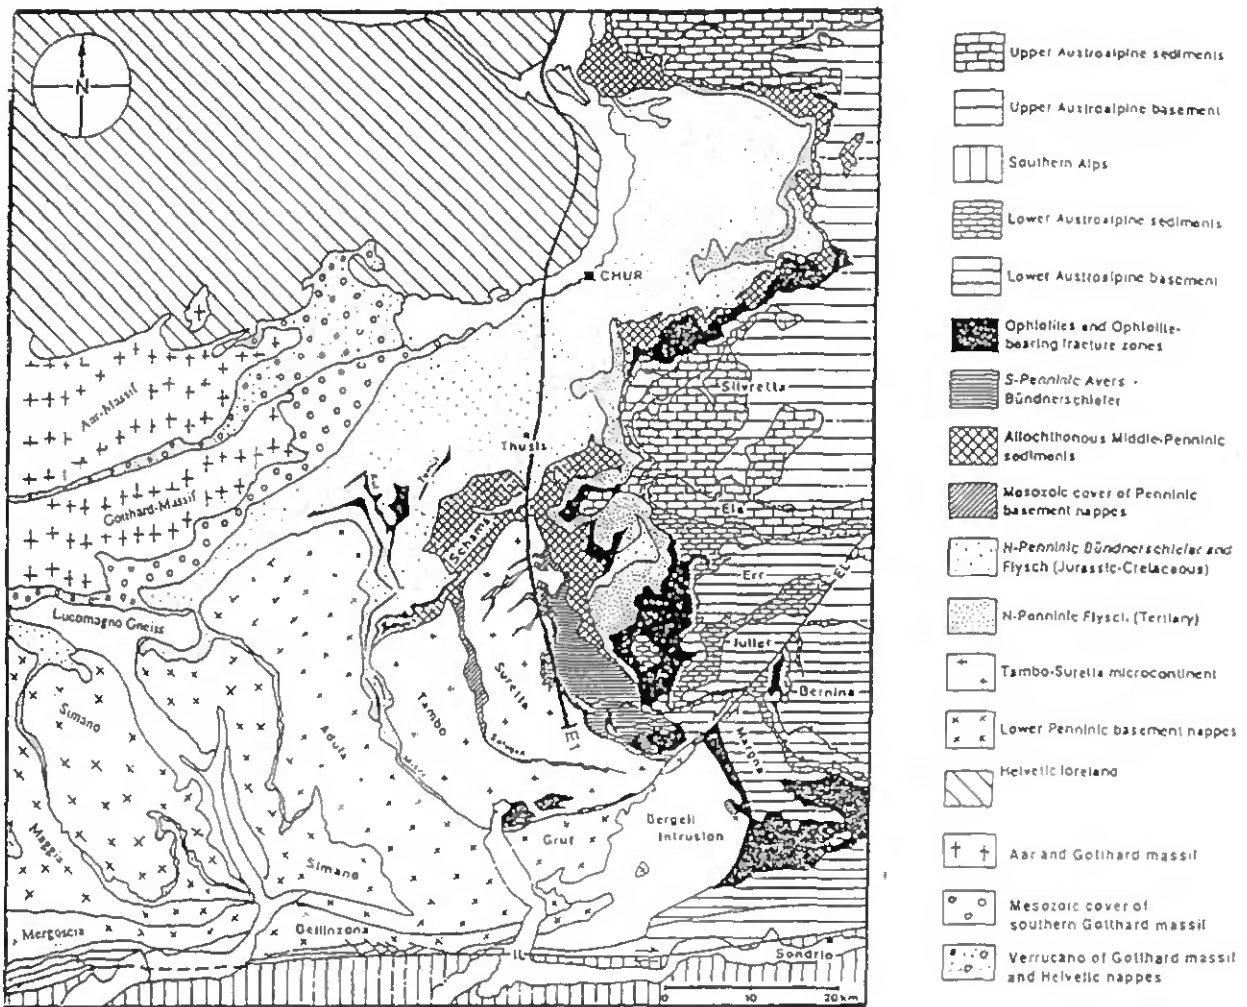 N
CHUR
Aar-Massif
Thusis
Silvretta
Gotthard-Massif
Schams
Ela
Err
EL
Lucomagno Gneiss
Julier
Bernina
Simano
Adula
Tambo
Suretta
E1
Margna
Maggia
Simano
Gruf
Bergell
Intrusion
Mergoscia
Bellinzona
IL
Sondrio
0 10 20 km
Upper Austroalpine sediments
Upper Austroalpine basement
Southern Alps
Lower Austroalpine sediments
Lower Austroalpine basement
Ophiolites and Ophiolite-
bearing fracture zones
S-Penninic Avers -
Bündnerschiefer
Allochthonous Middle-Penninic
sediments
Mesozoic cover of Penninic
basement nappes
N-Penninic Bündnerschiefer and
Flysch (Jurassic-Cretaceous)
N-Penninic Flysch (Tertiary)
Tambo-Suretta microcontinent
Lower Penninic basement nappes
Helvetic foreland
Aar and Gotthard massif
Mesozoic cover of
southern Gotthard massif
Verrucano of Gotthard massif
and Helvetic nappes